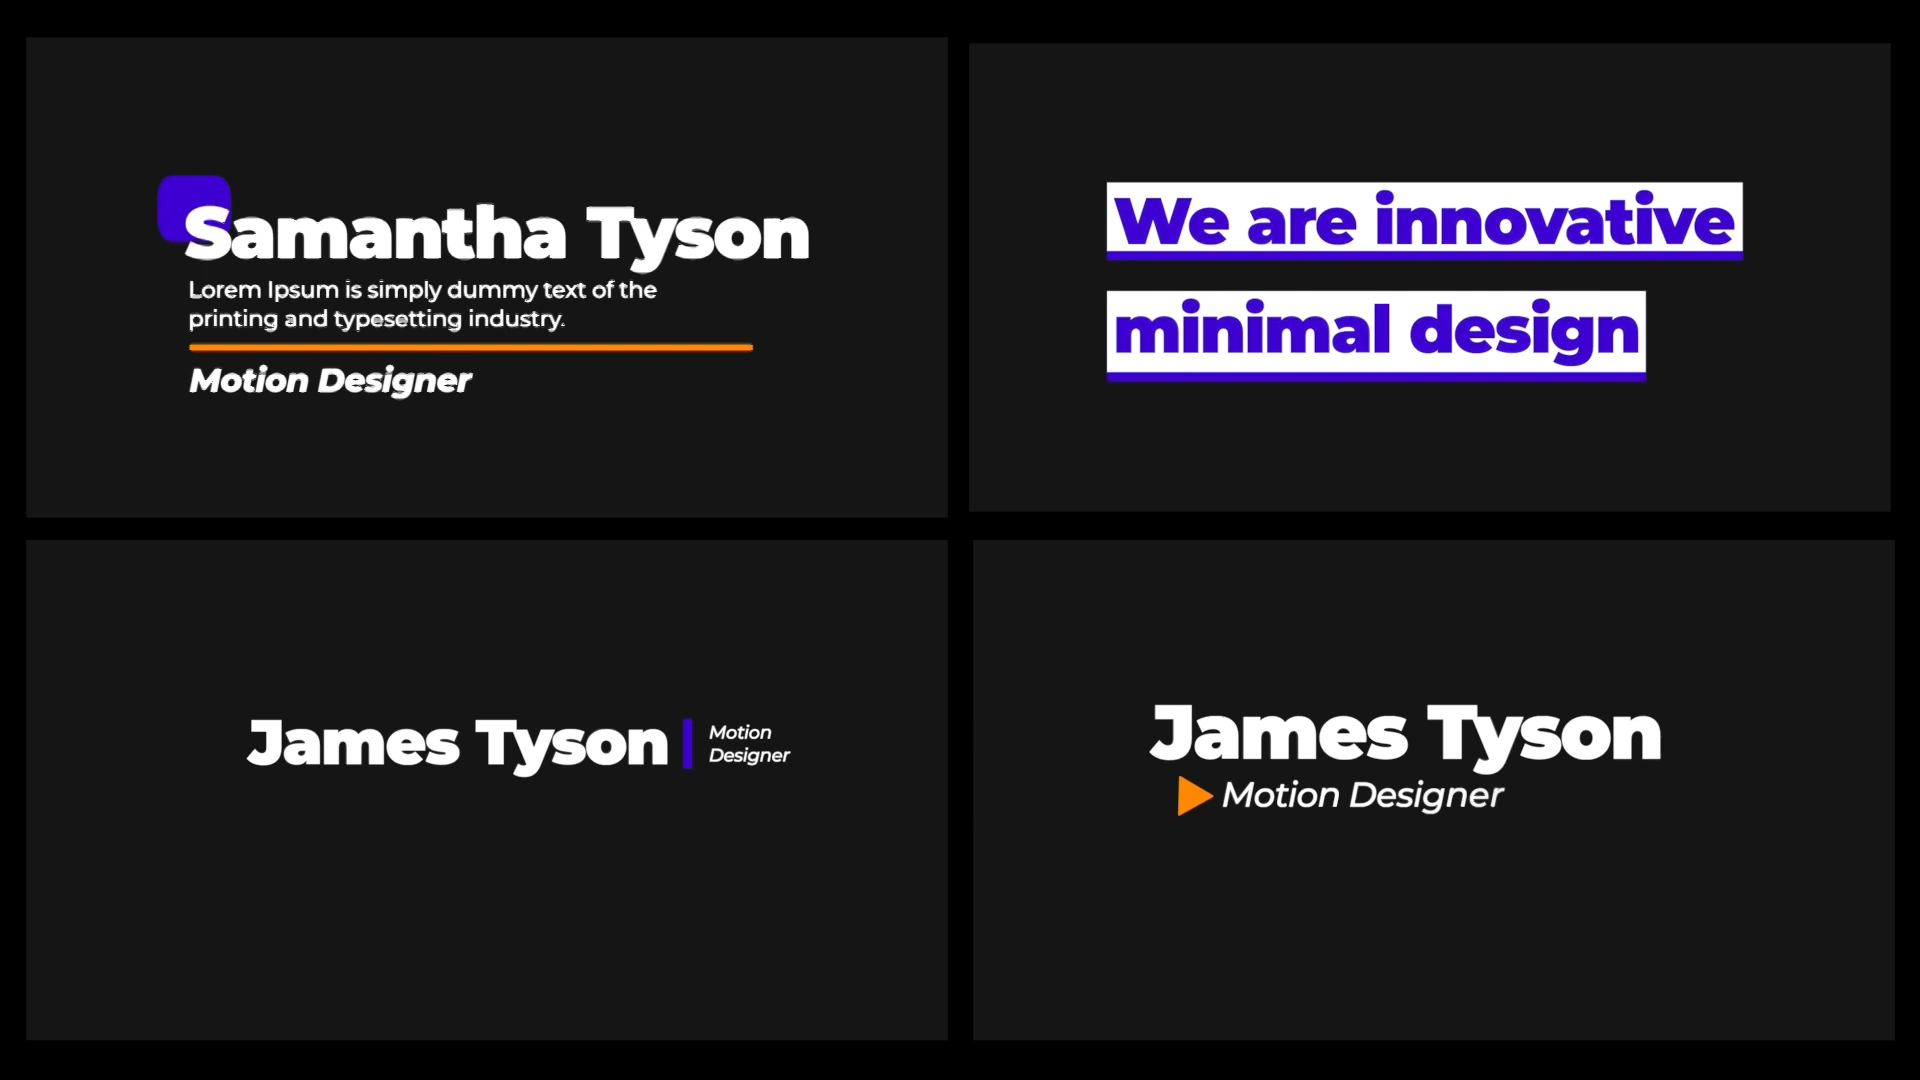 Samantha Tyson
Lorem Ipsum is simply dummy text of the
printing and typesetting industry.
Motion Designer
We are innovative
minimal design
James Tyson
Motion
Designer
James Tyson
Motion Designer